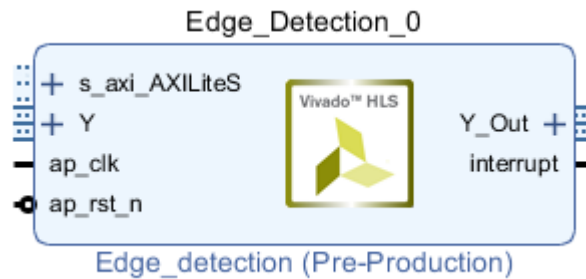 Edge_Detection_0
s_axi_AXILiteS
Y
ap_clk
ap_rst_n
Vivado™ HLS
Y_Out
interrupt
Edge_detection (Pre-Production)